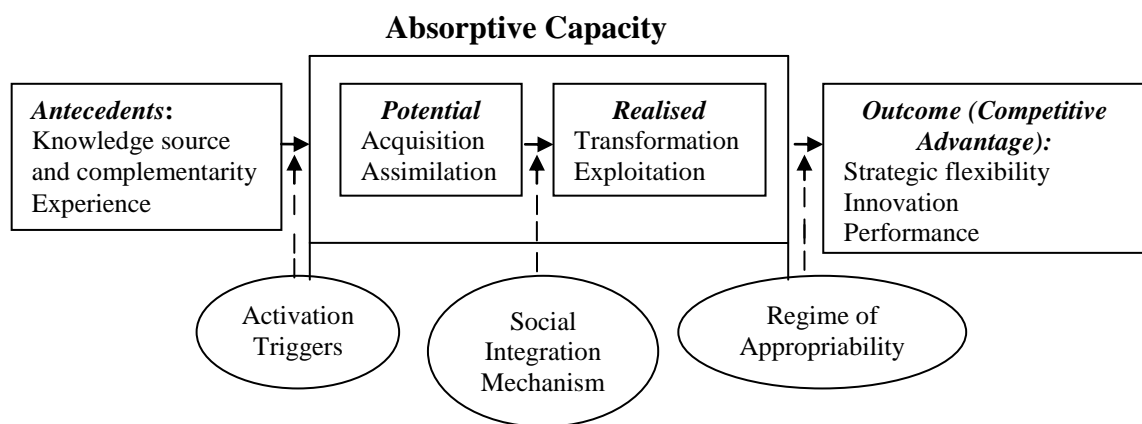 Absorptive Capacity
Antecedents:
Knowledge source
and complementarity
Experience
Potential
Acquisition
Assimilation
Realised
Transformation
Exploitation
Outcome (Competitive
Advantage):
Strategic flexibility
Innovation
Performance
Activation
Triggers
Social
Integration
Mechanism
Regime of
Appropriability